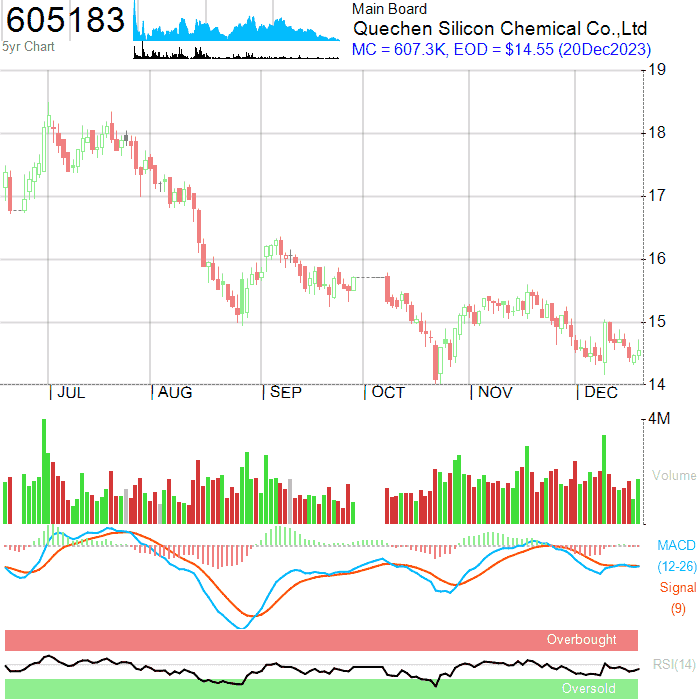 605183
5yr Chart
Main Board
Quechen Silicon Chemical Co.,Ltd
MC = 607.3K, EOD = $14.55 (20Dec2023)
19
18
17
16
15
14
JUL AUG SEP OCT NOV DEC
4M
Volume
MACD
(12-26)
Signal
(9)
Overbought
RSI(14)
Oversold